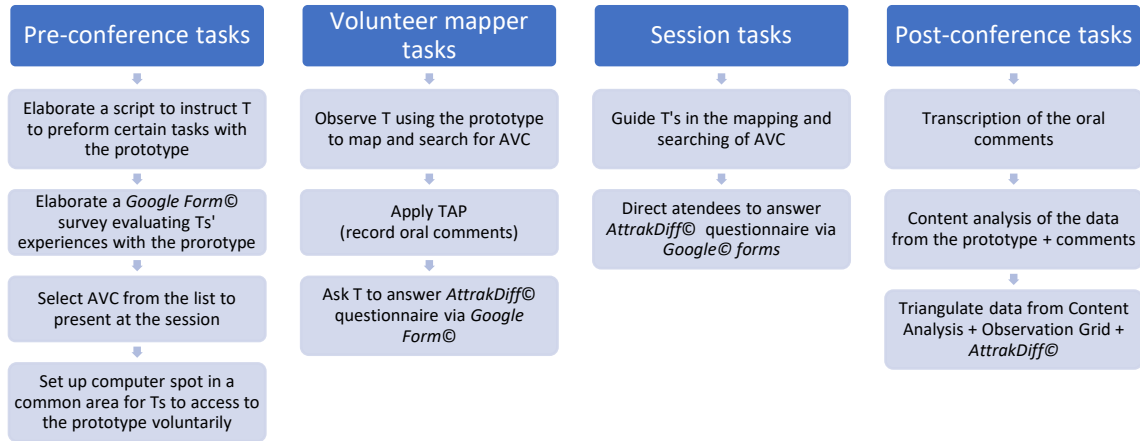 Pre-conference tasks
Elaborate a script to instruct T
to preform certain tasks with
the prototype
Elaborate a Google Form©
survey evaluating Ts'
experiences with the prorotype
Select AVC from the list to
present at the session
Set up computer spot in a
common area for Ts to access to
the prototype voluntarily
Volunteer mapper
tasks
Observe T using the prototype
to map and search for AVC
Apply TAP
(record oral comments)
Ask T to answer AttrakDiff©
questionnaire via Google
Form©
Session tasks
Guide T's in the mapping and
searching of AVC
Direct atendees to answer
AttrakDiff© questionnaire via
Google© forms
Post-conference tasks
Transcription of the oral
comments
Content analysis of the data
from the prototype + comments
Triangulate data from Content
Analysis + Observation Grid +
AttrakDiff©